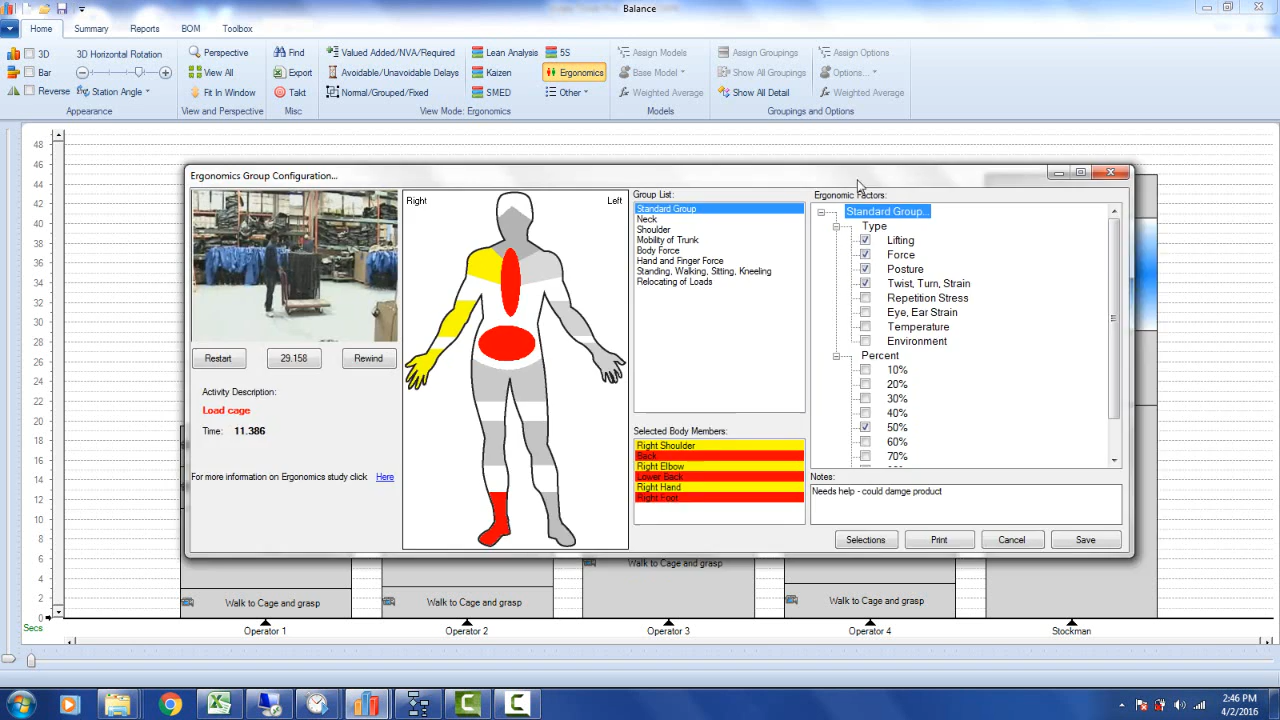 Balance
Home
Summary
Reports
BOM
Toolbox
3D
3D Horizontal Rotation
Bar
Reverse
Station Angle
Appearance
Perspective
View All
Fit In Window
View and Perspective
Find
Export
Takt
Misc
Valued Added/NVA/Required
Avoidable/Unavoidable Delays
Normal/Grouped/Fixed
Lean Analysis
5S
Kaizen
Ergonomics
SMED
Other
View Mode: Ergonomics
Assign Models
Base Model
Weighted Average
Models
Assign Groupings
Show All Groupings
Show All Detail
Assign Options
Options...
Weighted Average
Groupings and Options
48
46
44
42
40
38
36
34
32
30
28
26
24
22
20
18
16
14
12
10
8
6
4
2
0
Secs
Ergonomics Group Configuration...
Restart
29.158
Rewind
Activity Description:
Load cage
Time: 11.386
For more information on Ergonomics study click Here
Right
Left
Group List:
Standard Group
Neck
Shoulder
Mobility of Trunk
Body Force
Hand and Finger Force
Standing, Walking, Sitting, Kneeling
Relocating of Loads
Selected Body Members:
Right Shoulder
Back
Right Elbow
Lower Back
Right Hand
Right Foot
Ergonomic Factors:
Standard Group...
Type
Lifting
Force
Posture
Twist, Turn, Strain
Repetition Stress
Eye, Ear Strain
Temperature
Environment
Percent
10%
20%
30%
40%
50%
60%
70%
Notes:
Needs help - could damge product
Selections
Print
Cancel
Save
Walk to Cage and grasp
Walk to Cage and grasp
Walk to Cage and grasp
Walk to Cage and grasp
Operator 1
Operator 2
Operator 3
Operator 4
Stockman
2:46 PM
4/2/2016